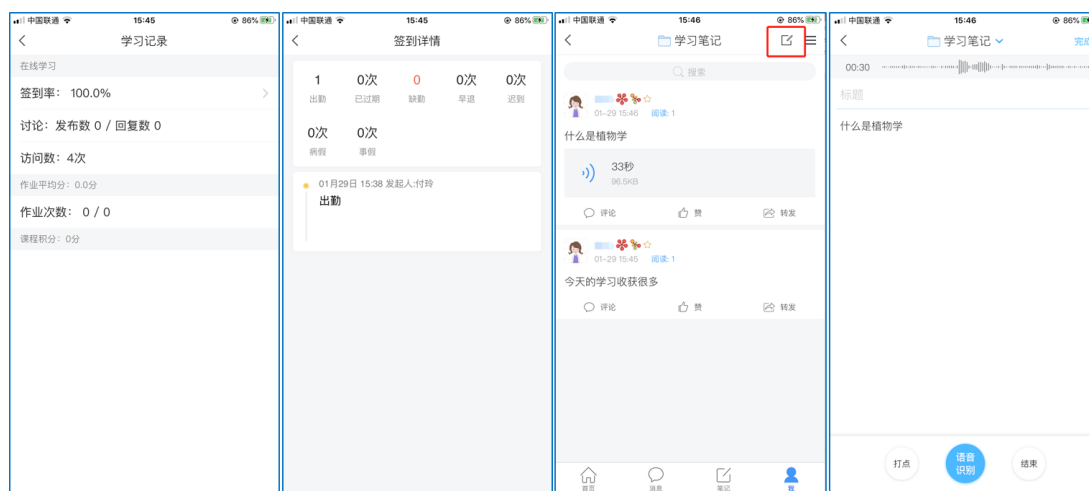 中国联通 15:45 86%
学习记录
在线学习
签到率： 100.0%
讨论：发布数 0 / 回复数 0
访问数：4次
作业平均分：0.0分
作业次数： 0 / 0
课程积分：0分
中国联通 15:45 86%
签到详情
1 0次 0 0次 0次
出勤 已过期 缺勤 早退 迟到
0次 0次
病假 事假
01月29日 15:38 发起人:付玲
出勤
中国联通 15:46 86%
学习笔记
搜索
01-29 15:46 阅读: 1
什么是植物学
33秒
96.5KB
评论 赞 转发
01-29 15:45 阅读: 1
今天的学习收获很多
评论 赞 转发
首页 消息 笔记 我
中国联通 15:46 86%
学习笔记 完成
00:30
标题
什么是植物学
打点 语音识别 结束